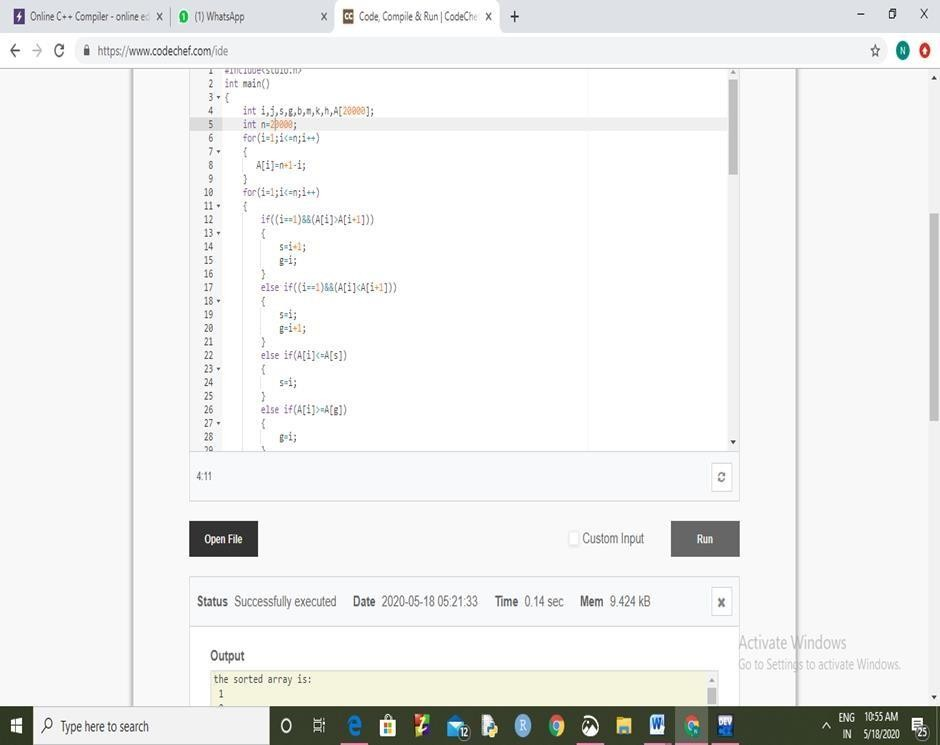 Online C++ Compiler - online ed
(1) WhatsApp
Code, Compile & Run | CodeChe
https://www.codechef.com/ide
N
1 #include<stdio.h>
2 int main()
3 {
4 int i,j,s,g,b,m,k,h,A[20000];
5 int n=20000;
6 for(i=1;i<=n;i++)
7 {
8 A[i]=n+1-i;
9 }
10 for(i=1;i<=n;i++)
11 {
12 if((i==1)&&(A[i]>A[i+1]))
13 {
14 s=i+1;
15 g=i;
16 }
17 else if((i==1)&&(A[i]<A[i+1]))
18 {
19 s=i;
20 g=i+1;
21 }
22 else if(A[i]<=A[s])
23 {
24 s=i;
25 }
26 else if(A[i]>=A[g])
27 {
28 g=i;
29 }
4:11
Open File
Custom Input
Run
Status Successfully executed Date 2020-05-18 05:21:33 Time 0.14 sec Mem 9.424 kB
Output
the sorted array is:
1
Activate Windows
Go to Settings to activate Windows.
Type here to search
12
R
W
DEV
ENG 10:55 AM
IN 5/18/2020
25